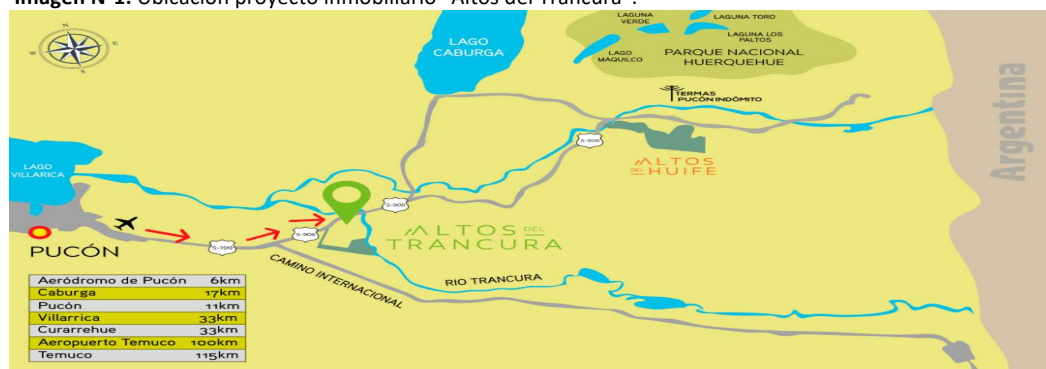 Imagen N°1: Ubicación proyecto inmobiliario "Altos del Trancura".
N
W
E
S
LAGO
CABURGA
LAGUNA
VERDE
LAGUNA TORO
LAGUNA LOS
PALTOS
LAGO
MAQUILCO
PARQUE NACIONAL
HUERQUEHUE
TERMAS
PUCÓN INDÓMITO
Argentina
S-906
ALTOS
DEL HUIFE
LAGO
VILLARICA
S-905
S-906
S-199
ALTOS DEL
TRANCURA
PUCÓN
CAMINO INTERNACIONAL
RIO TRANCURA
Aeródromo de Pucón 6km
Caburga 17km
Pucón 11km
Villarrica 33km
Curarrehue 33km
Aeropuerto Temuco 100km
Temuco 115km